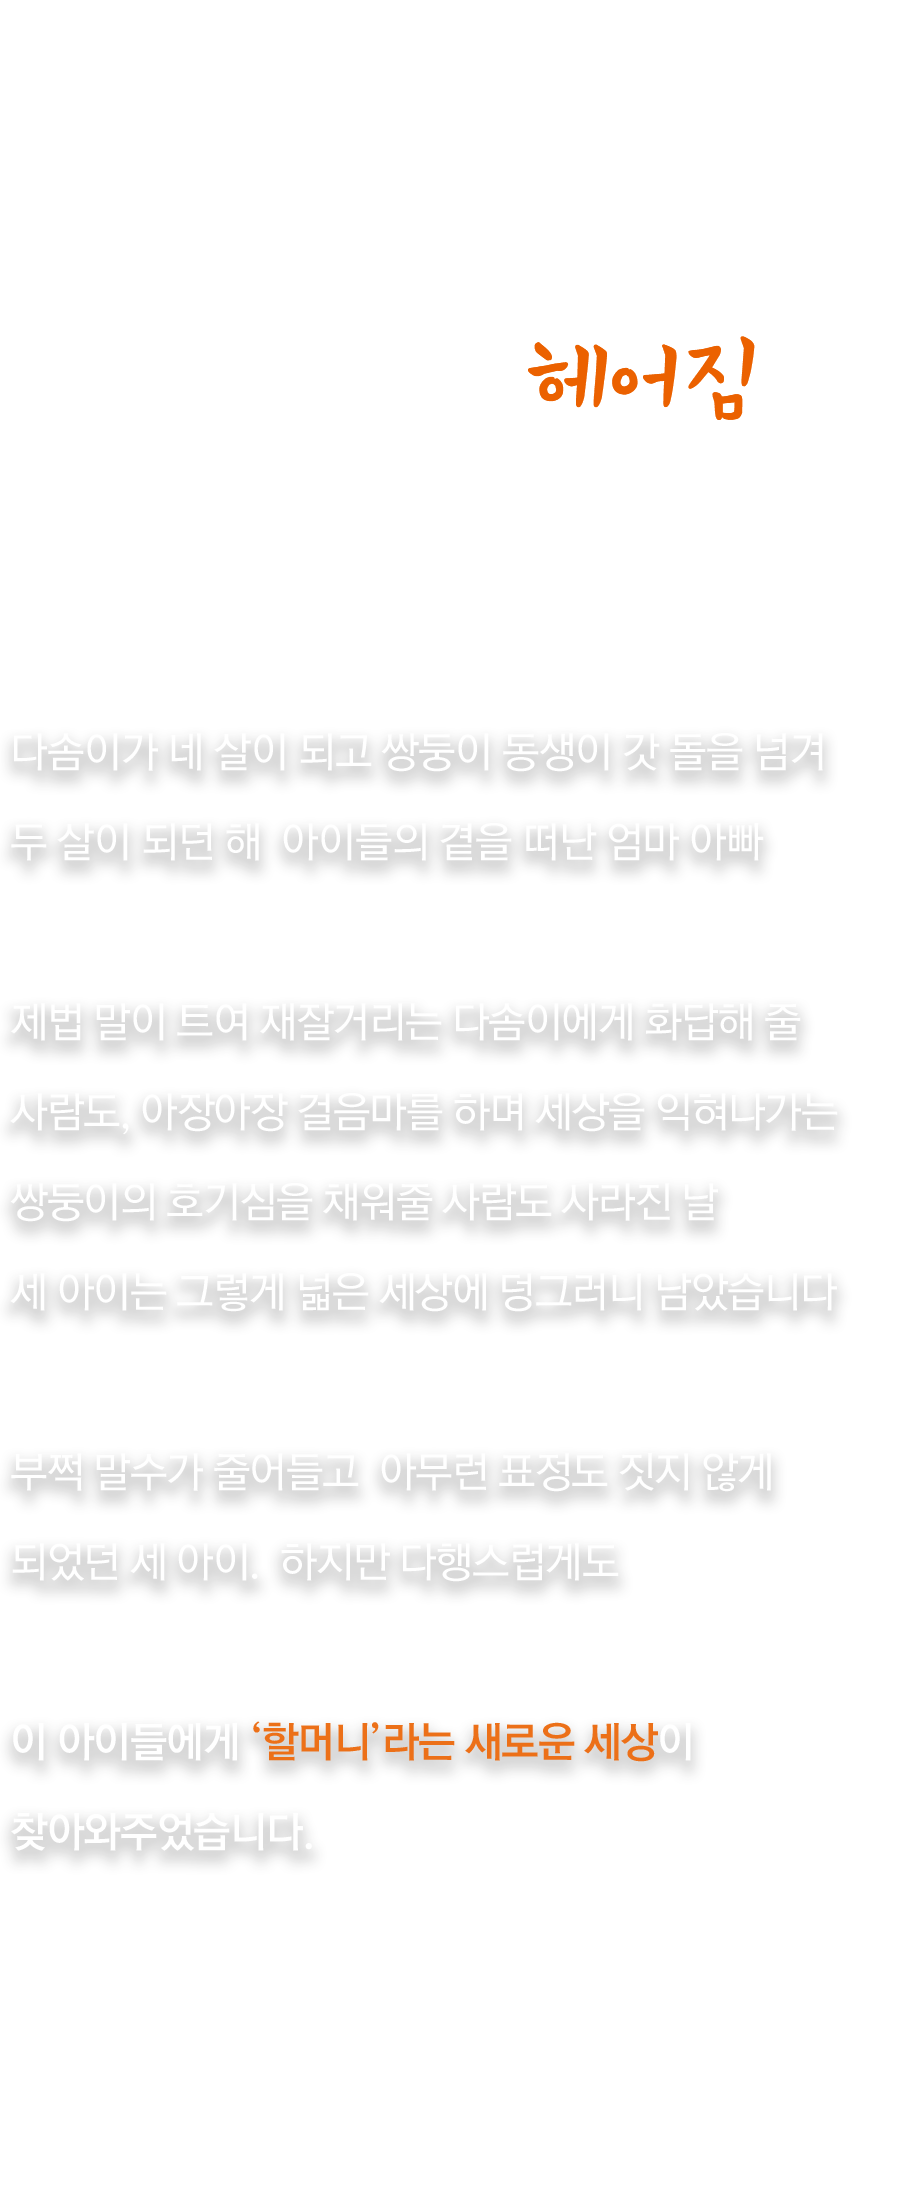 헤어짐
다솜이가 네 살이 되고 쌍둥이 동생이 갓 돌을 넘겨
두 살이 되던 해 아이들의 곁을 떠난 엄마 아빠
제법 말이 트여 재잘거리는 다솜이에게 화답해 줄
사람도, 아장아장 걸음마를 하며 세상을 익혀나가는
쌍둥이의 호기심을 채워줄 사람도 사라진 날
세 아이는 그렇게 넓은 세상에 덩그러니 남았습니다
부쩍 말수가 줄어들고 아무런 표정도 짓지 않게
되었던 세 아이. 하지만 다행스럽게도
이 아이들에게 ‘할머니’라는 새로운 세상이
찾아와주었습니다.